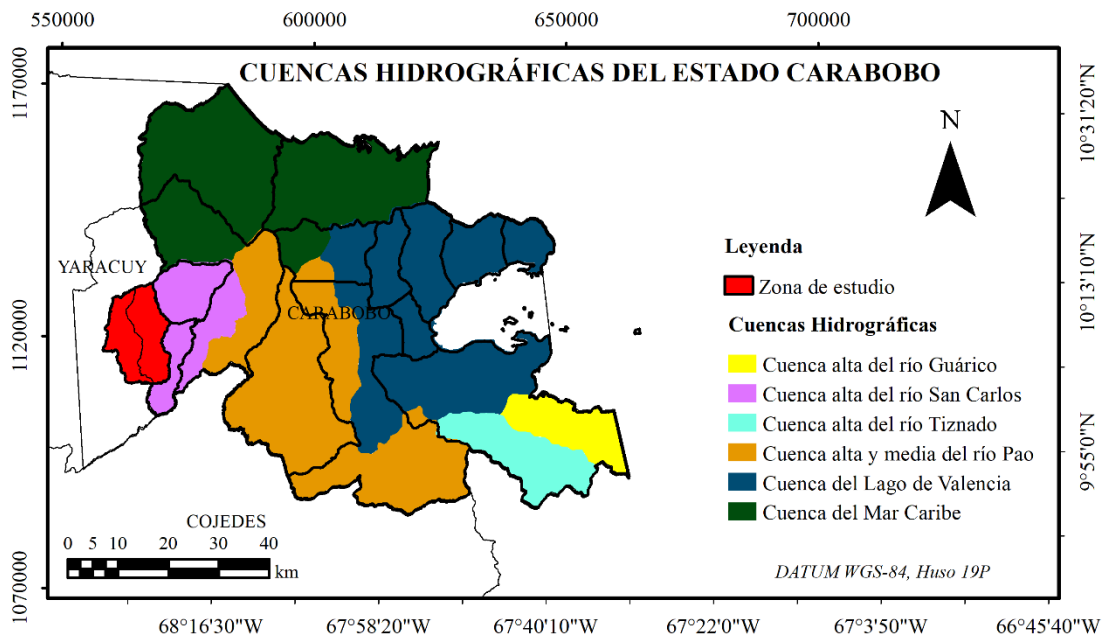 550000 600000 650000 700000
CUENCAS HIDROGRÁFICAS DEL ESTADO CARABOBO
1170000
1120000
1070000
10°31'20"N
10°13'10"N
9°55'0"N
N
YARACUY
CARABOBO
COJEDES
Leyenda
Zona de estudio
Cuencas Hidrográficas
Cuenca alta del río Guárico
Cuenca alta del río San Carlos
Cuenca alta del río Tiznado
Cuenca alta y media del río Pao
Cuenca del Lago de Valencia
Cuenca del Mar Caribe
0 5 10 20 30 40
km
DATUM WGS-84, Huso 19P
68°16'30"W 67°58'20"W 67°40'10"W 67°22'0"W 67°3'50"W 66°45'40"W